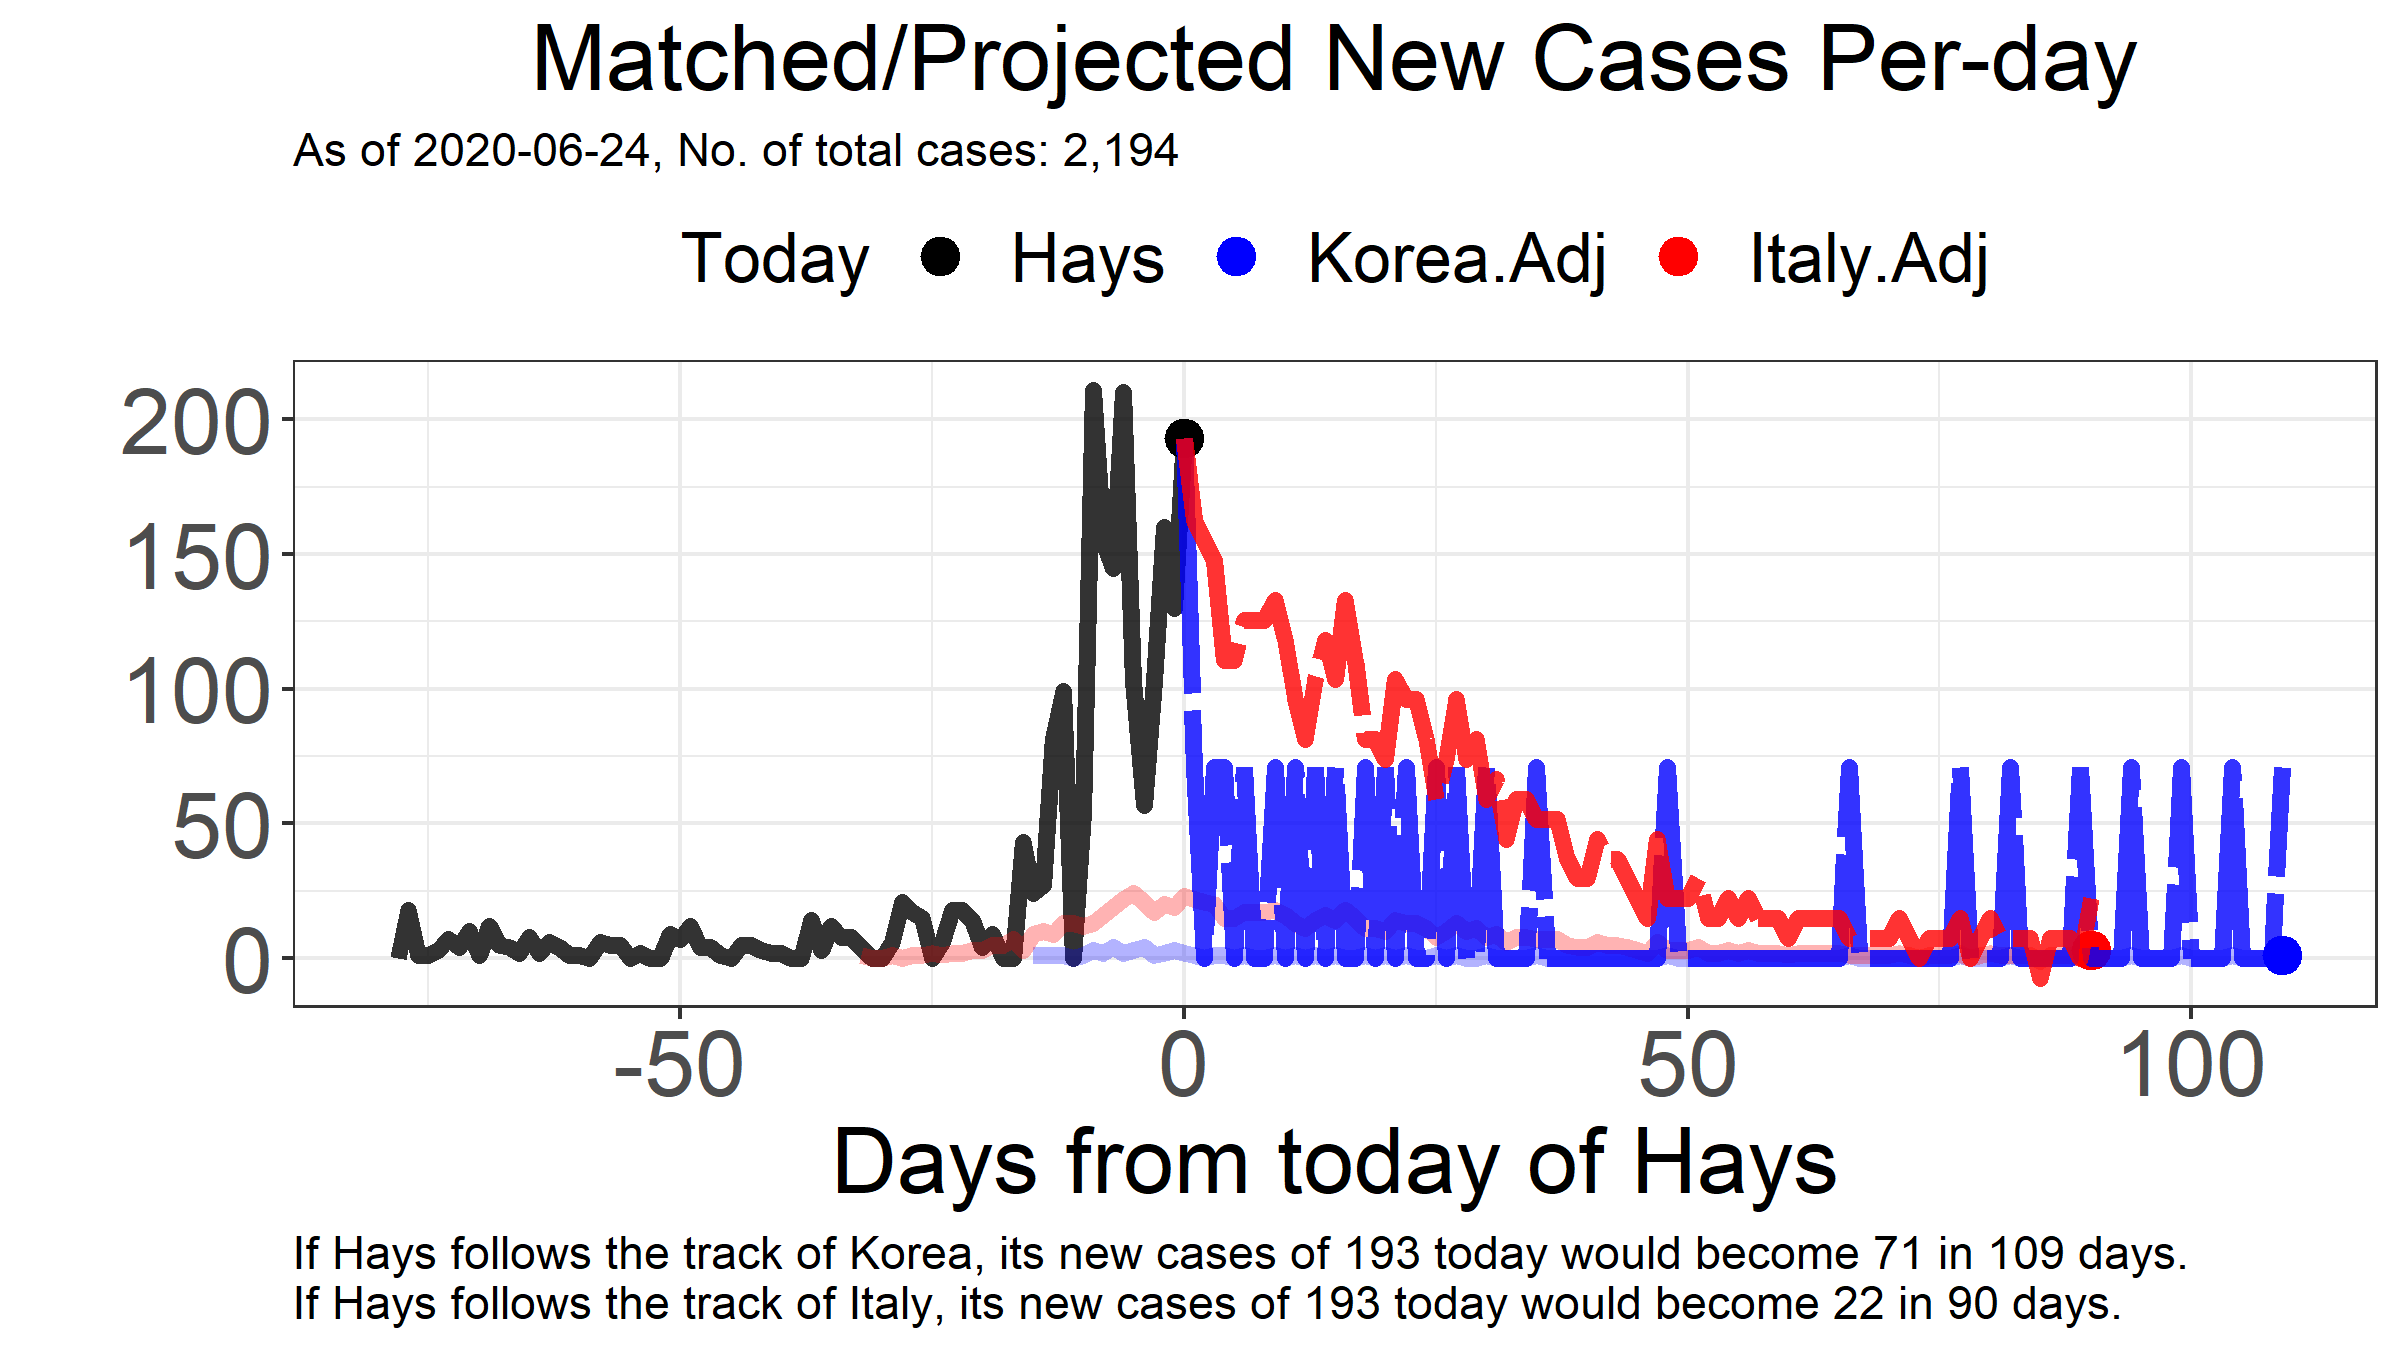 Matched/Projected New Cases Per-day
As of 2020-06-24, No. of total cases: 2,194
Today Hays Korea.Adj Italy.Adj
200
150
100
50
0
-50 0 50 100
Days from today of Hays
If Hays follows the track of Korea, its new cases of 193 today would become 71 in 109 days.
If Hays follows the track of Italy, its new cases of 193 today would become 22 in 90 days.